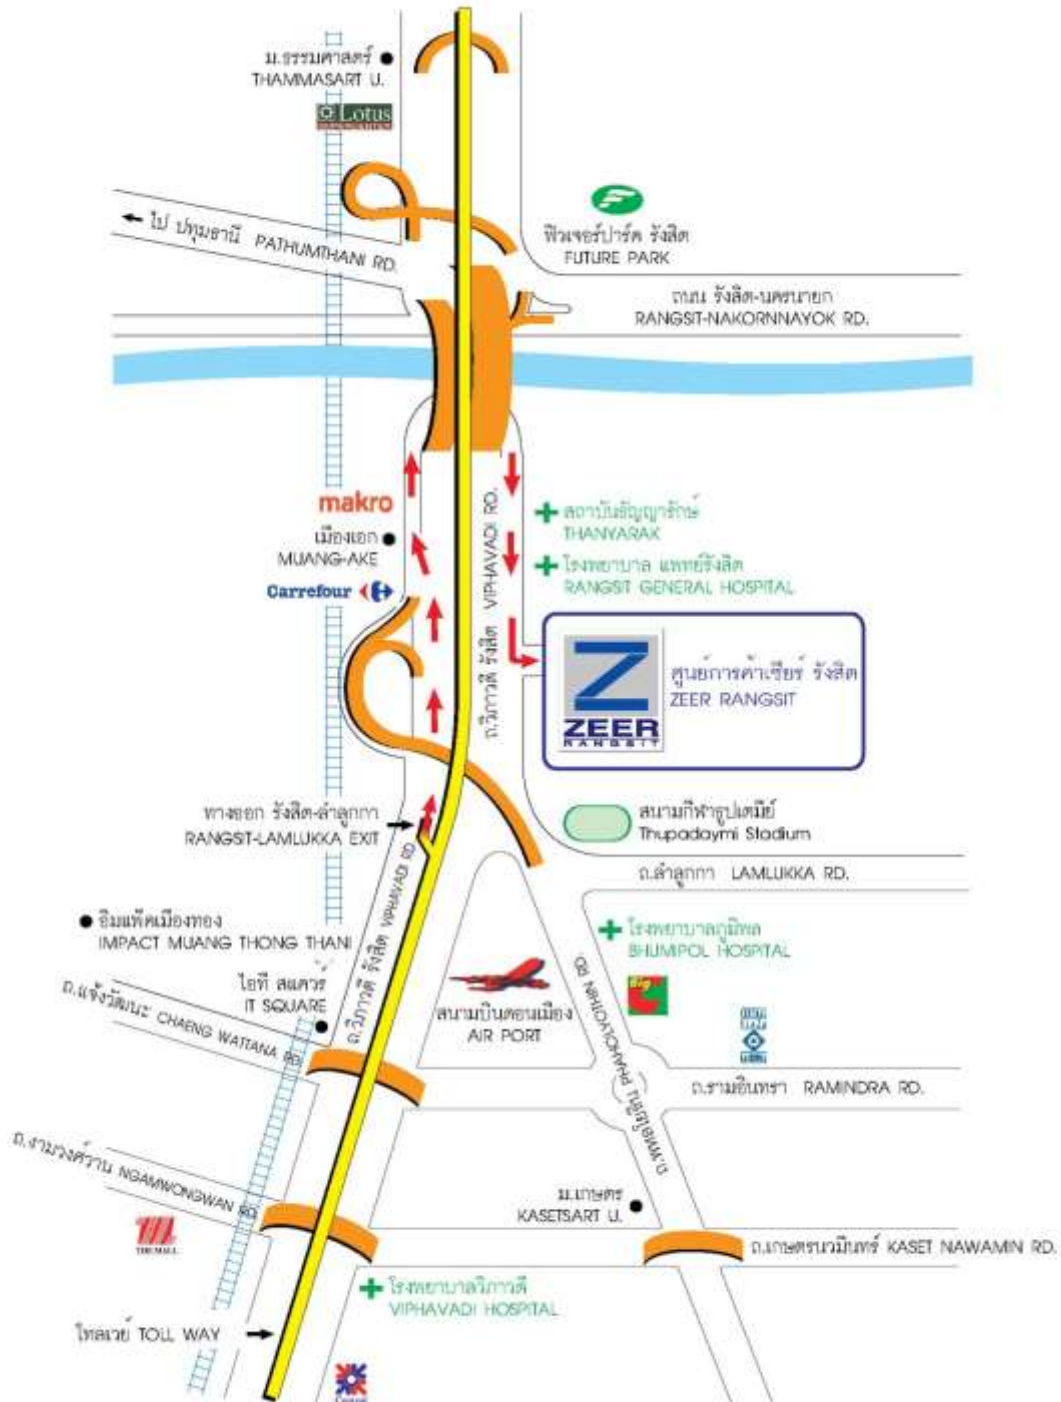 ม.ธรรมศาสตร์
THAMMASART U.
Lotus
ไป ปทุมธานี PATHUMTHANI RD.
ฟิวเจอร์ปาร์ค รังสิต
FUTURE PARK
ถนน รังสิต-นครนายก
RANGSIT-NAKORNNAYOK RD.
makro
เมืองเอก
MUANG-AKE
Carrefour
ถ.วิภาวดี รังสิต VIPHAVADI RD.
สถาบันธัญญารักษ์
THANYARAK
โรงพยาบาล แพทย์รังสิต
RANGSIT GENERAL HOSPITAL
Z
ZEER
RANGSIT
ศูนย์การค้าเซียร์ รังสิต
ZEER RANGSIT
ทางออก รังสิต-ลำลูกกา
RANGSIT-LAMLUKKA EXIT
สนามกีฬาธูปเตมีย์
Thupadaymi Stadium
ถ.ลำลูกกา LAMLUKKA RD.
ถ.วิภาวดี รังสิต VIPHAVADI RD.
อิมแพ็คเมืองทอง
IMPACT MUANG THONG THANI
ไอที สแควร์
IT SQUARE
ถ.แจ้งวัฒนะ CHAENG WATTANA RD.
สนามบินดอนเมือง
AIR PORT
โรงพยาบาลภูมิพล
BHUMIPOL HOSPITAL
Big
ถ.พหลโยธิน PHAHOLYOTHIN RD
ถ.รามอินทรา RAMINDRA RD.
ถ.งามวงศ์วาน NGAMWONGWAN RD.
THE MALL
ม.เกษตร
KASETSART U.
ถ.เกษตรนวมินทร์ KASET NAWAMIN RD.
โรงพยาบาลวิภาวดี
VIPHAVADI HOSPITAL
โทลเวย์ TOLL WAY
Central